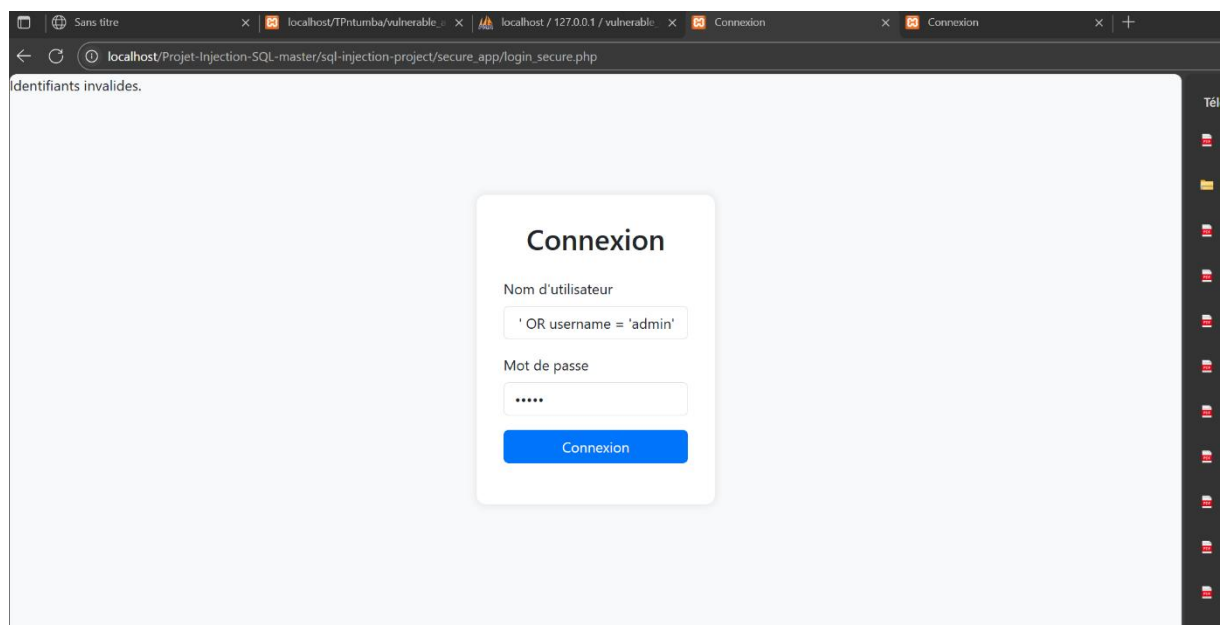 Sans titre
localhost/TPntumba/vulnerable_
localhost / 127.0.0.1 / vulnerable_
Connexion
Connexion
localhost/Projet-Injection-SQL-master/sql-injection-project/secure_app/login_secure.php
Identifiants invalides.
Tél
Connexion
Nom d'utilisateur
' OR username = 'admin'
Mot de passe
•••••
Connexion